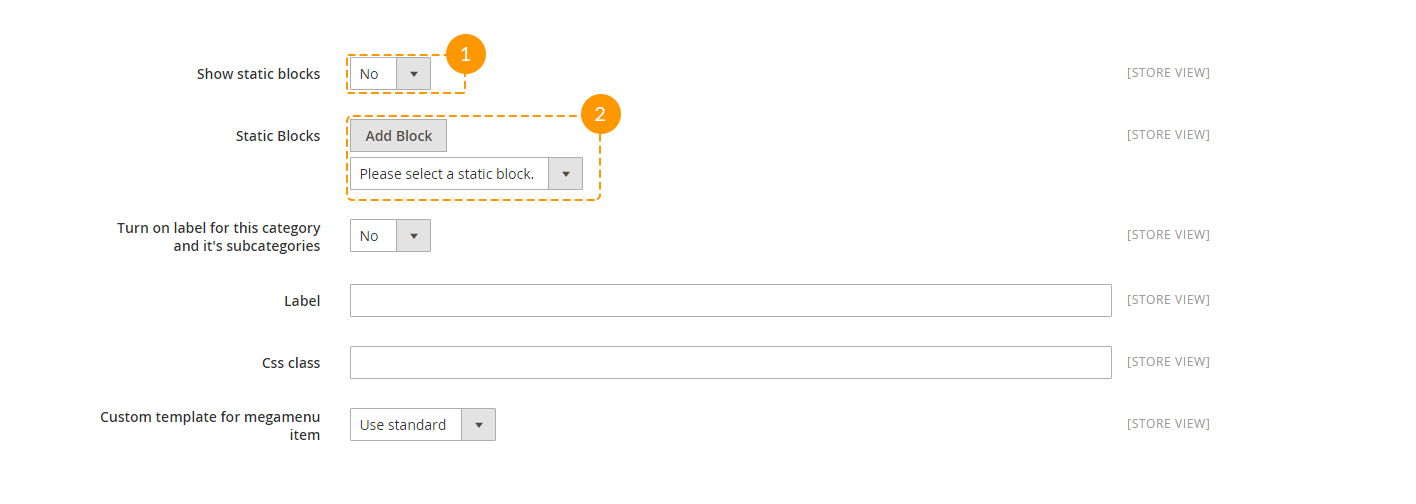 1
Show static blocks No [STORE VIEW]
2
Static Blocks Add Block [STORE VIEW]
Please select a static block.
Turn on label for this category
and it's subcategories
No [STORE VIEW]
Label [STORE VIEW]
Css class [STORE VIEW]
Custom template for megamenu
item
Use standard [STORE VIEW]